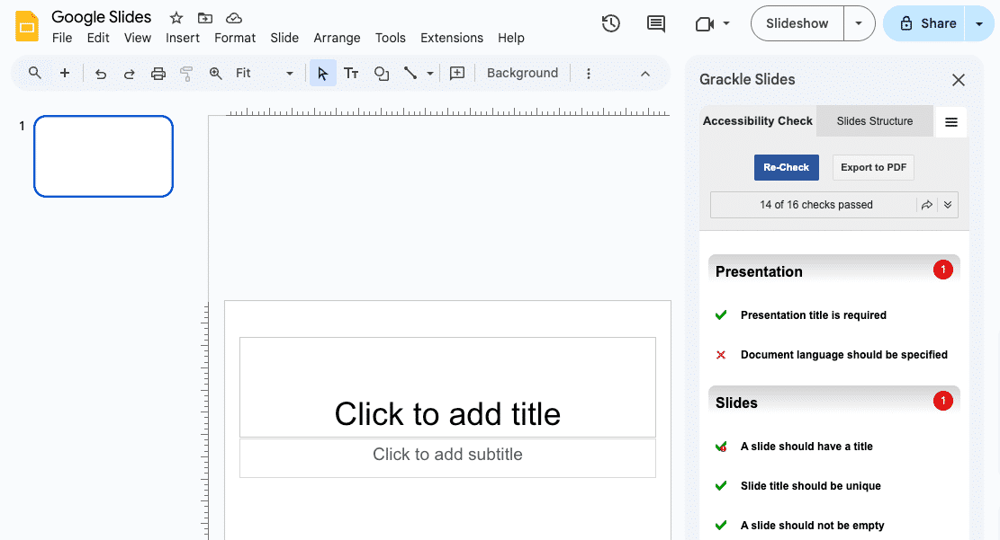 Google Slides
File Edit View Insert Format Slide Arrange Tools Extensions Help
Slideshow
Share
Fit
Tr
Background
1
Click to add title
Click to add subtitle
Grackle Slides
Accessibility Check
Slides Structure
Re-Check
Export to PDF
14 of 16 checks passed
Presentation
1
Presentation title is required
Document language should be specified
Slides
1
A slide should have a title
Slide title should be unique
A slide should not be empty